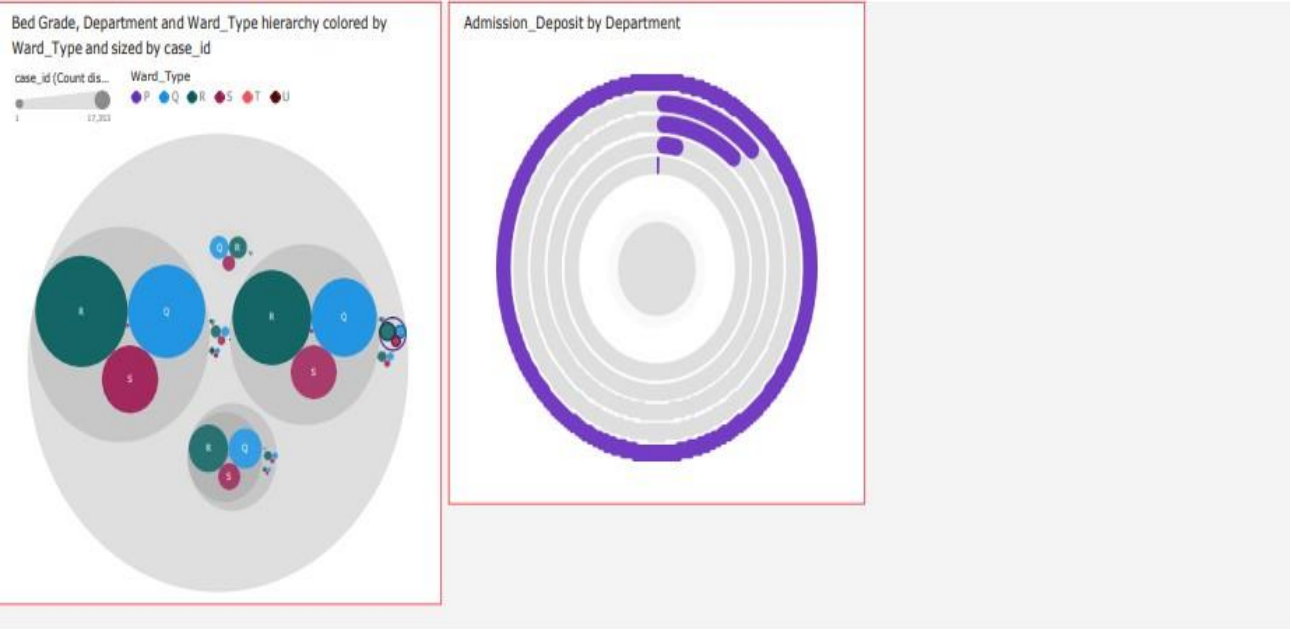 Bed Grade, Department and Ward_Type hierarchy colored by
Ward_Type and sized by case_id
case_id (Count dis...
Ward_Type
P Q R S T U
1
Admission_Deposit by Department
Q R
R Q S
R Q S
R Q S